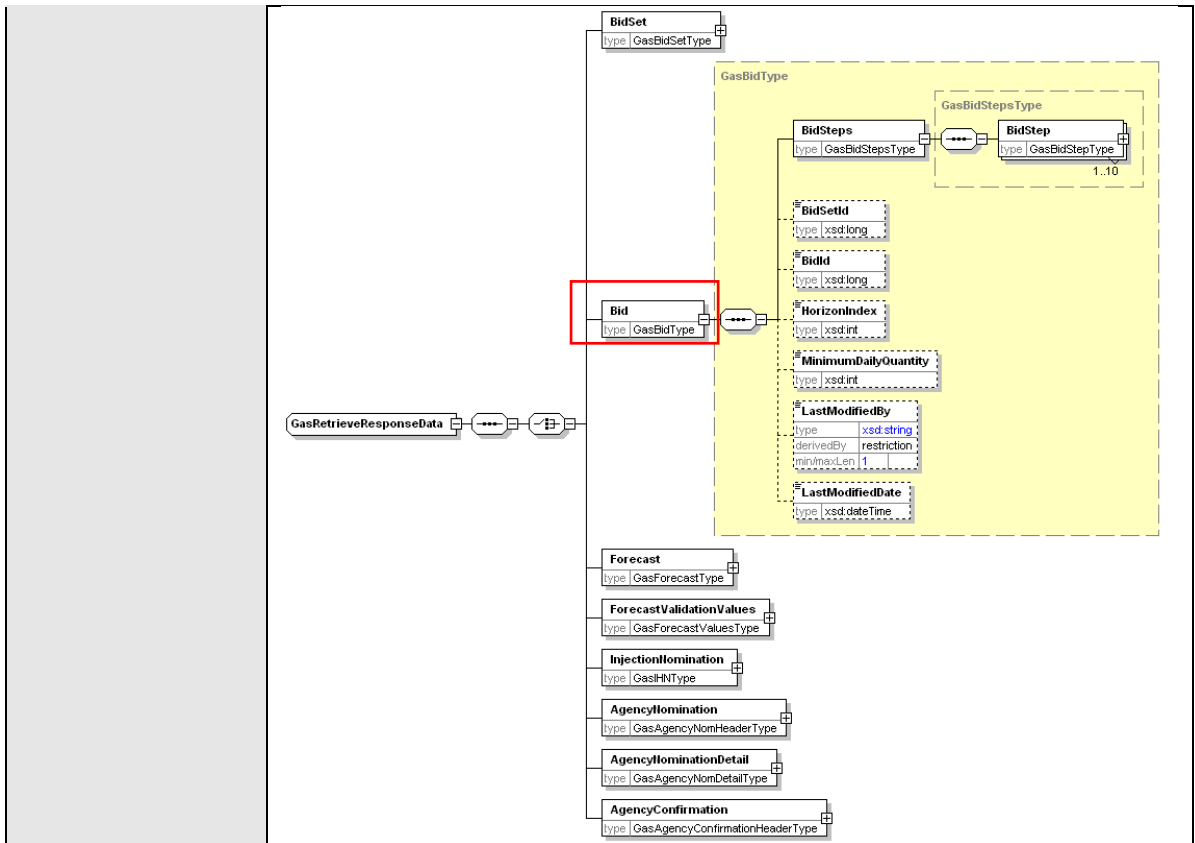 BidSet
type GasBidSetType
GasBidType
GasBidStepsType
BidSteps
type GasBidStepsType
BidStep
type GasBidStepType
1..10
BidSetId
type xsd:long
BidId
type xsd:long
Bid
type GasBidType
HorizonIndex
type xsd:int
MinimumDailyQuantity
type xsd:int
LastModifiedBy
type xsd:string
derivedBy restriction
min/maxLen 1
LastModifiedDate
type xsd:dateTime
GasRetrieveResponseData
Forecast
type GasForecastType
ForecastValidationValues
type GasForecastValuesType
InjectionNomination
type GasIHNType
AgencyNomination
type GasAgencyNomHeaderType
AgencyNominationDetail
type GasAgencyNomDetailType
AgencyConfirmation
type GasAgencyConfirmationHeaderType